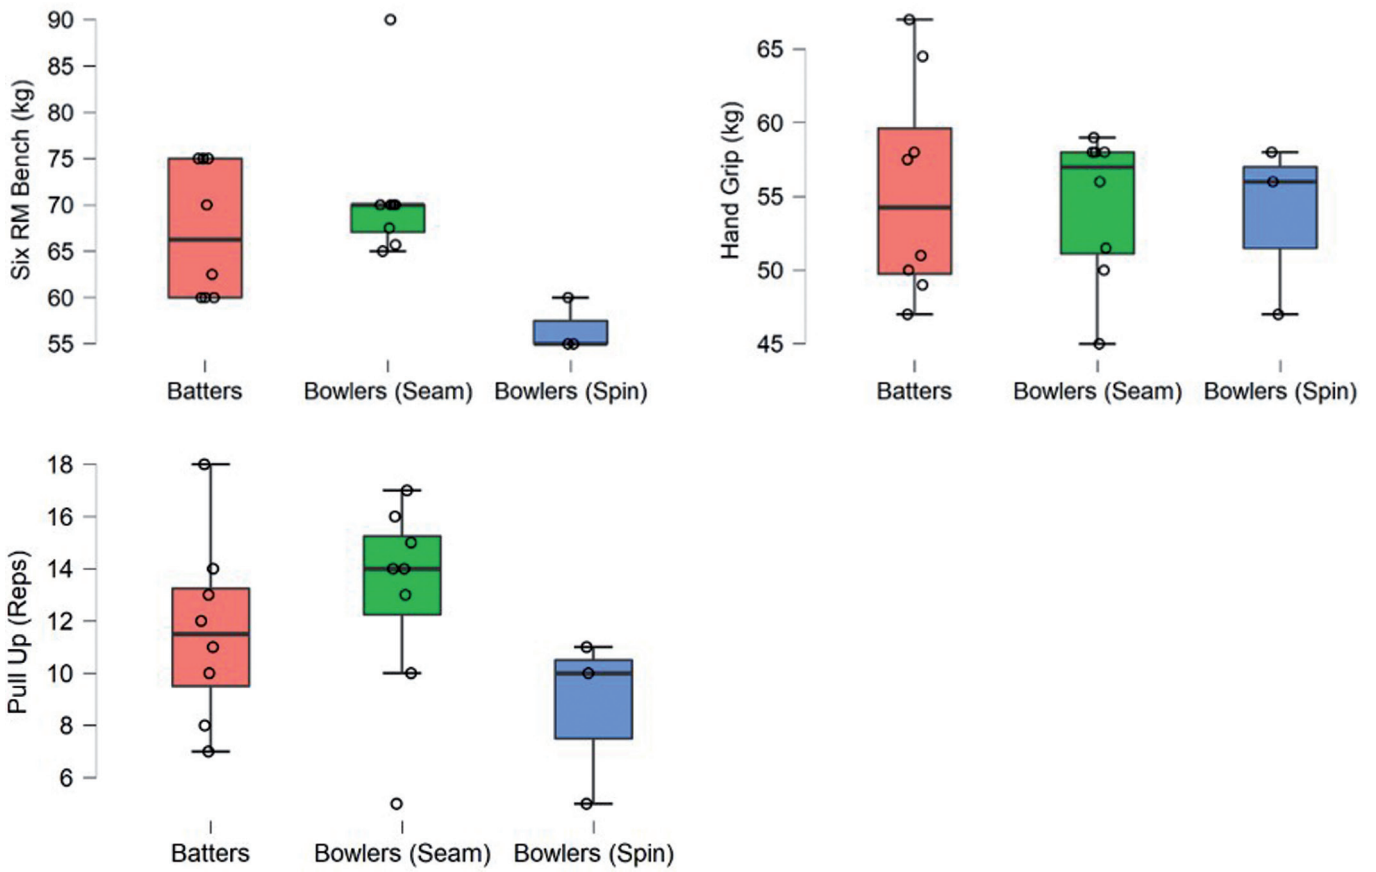 Six RM Bench (kg)
90
85
80
75
70
65
60
55
Batters
Bowlers (Seam)
Bowlers (Spin)
Hand Grip (kg)
65
60
55
50
45
Batters
Bowlers (Seam)
Bowlers (Spin)
Pull Up (Reps)
18
16
14
12
10
8
6
Batters
Bowlers (Seam)
Bowlers (Spin)